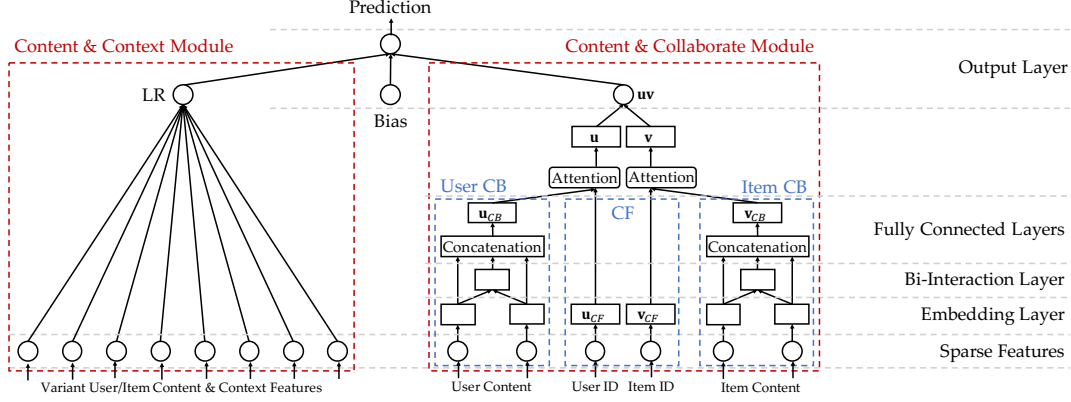 Prediction
Content & Context Module
Content & Collaborate Module
Output Layer
LR
Bias
uv
u
v
Attention
Attention
User CB
Item CB
CF
u_CB
v_CB
Fully Connected Layers
Concatenation
Concatenation
Bi-Interaction Layer
u_CF
v_CF
Embedding Layer
Sparse Features
Variant User/Item Content & Context Features
User Content
User ID
Item ID
Item Content